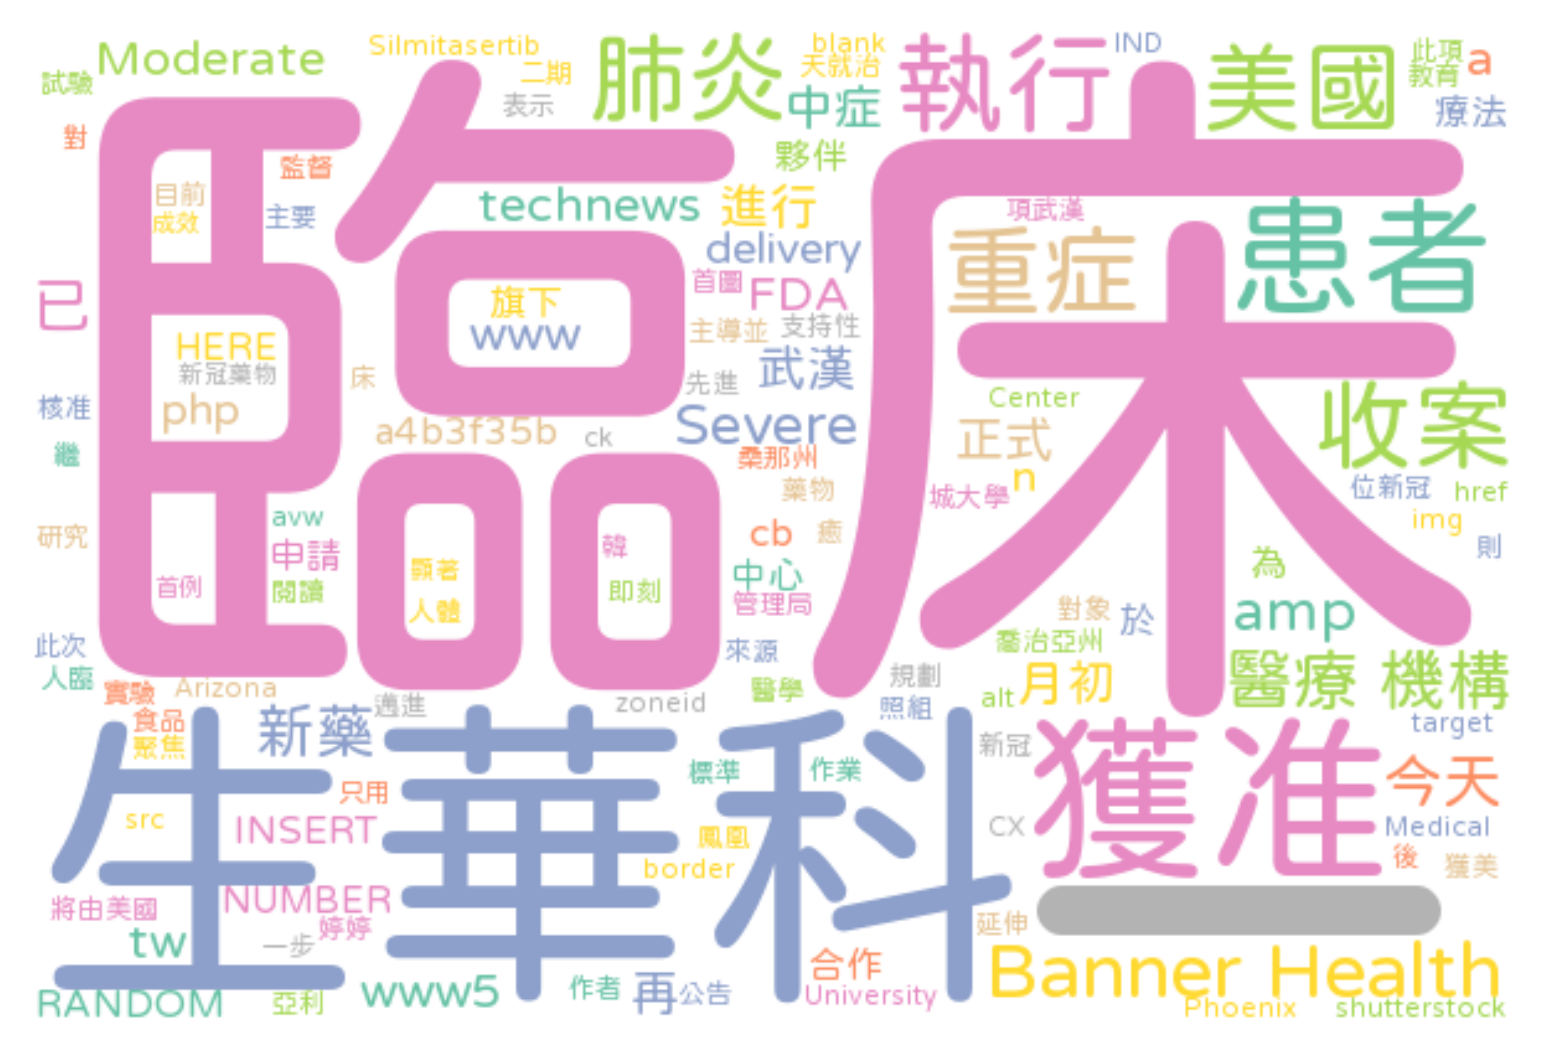 Silmitasertib
blank
IND
Moderate
肺炎
執行
美國
此項
a
二期
天就治
教育
試驗
表示
中症
療法
對
監督
夥伴
目前
technews
進行
項武漢
患者
成效
主要
delivery
重症
臨床
已
旗下
首圖
FDA
www
主導並
支持性
HERE
新冠藥物
床
先進
武漢
核准
php
Center
收案
a4b3f35b
ck
Severe
正式
繼
桑那州
n
藥物
城大學
位新冠
href
avw
img
研究
申請
韓
cb
癒
則
顯著
中心
為
首例
閱讀
人體
即刻
管理局
對象
於
amp
此次
來源
喬治亞州
人臨
實驗
Arizona
邁進
zoneid
醫學
規劃
月初
醫療
機構
食品
新藥
照組
alt
target
聚焦
生華科
新冠
獲准
只用
標準
作業
今天
src
INSERT
鳳凰
CX
Medical
border
後
獲美
將由美國
NUMBER
婷婷
延伸
tw
一步
合作
Banner Health
RANDOM
亞利
www5
作者
再
公告
University
Phoenix
shutterstock